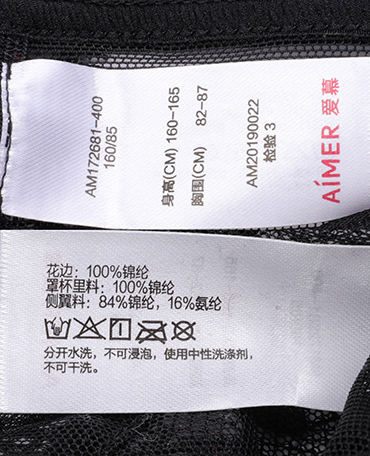 AiMER 爱慕
AM20190022
检验 3
身高(CM) 160-165
胸围(CM) 82-87
AM172681-400
160/85
花边：100%锦纶
罩杯里料：100%锦纶
侧翼料：84%锦纶，16%氨纶
分开水洗，不可浸泡，使用中性洗涤剂，
不可干洗。